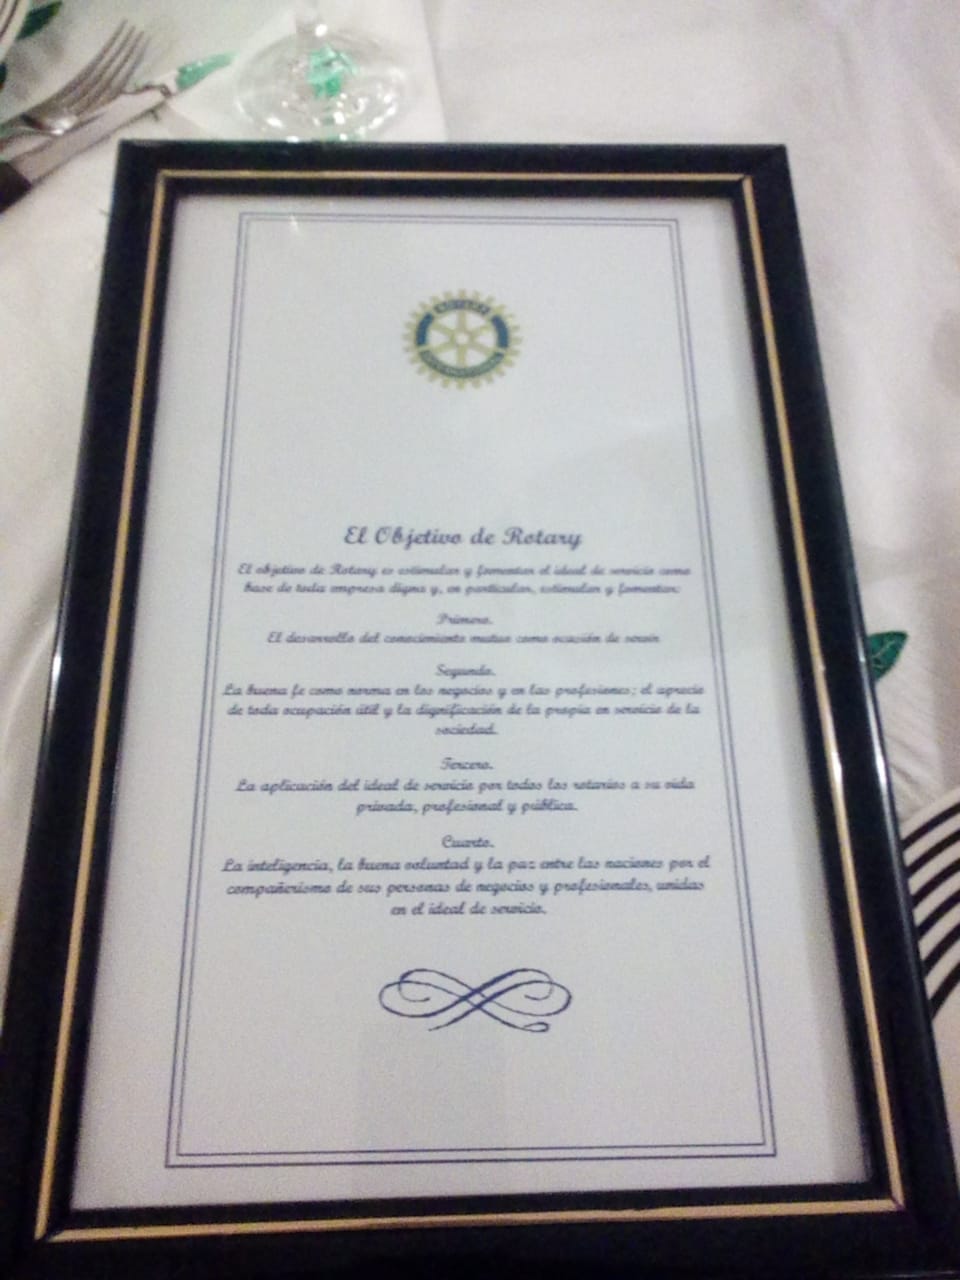 ROTARY
INTERNATIONAL
El Objetivo de Rotary
El objetivo de Rotary es estimular y fomentar el ideal de servicio como
base de toda empresa digna y, en particular, estimular y fomentar:
Primero.
El desarrollo del conocimiento mutuo como ocasión de servir.
Segundo.
La buena fe como norma en los negocios y en las profesiones; el aprecio
de toda ocupación útil y la dignificación de la propia en servicio de la
sociedad.
Tercero.
La aplicación del ideal de servicio por todos los rotarios a su vida
privada, profesional y pública.
Cuarto.
La inteligencia, la buena voluntad y la paz entre las naciones por el
compañerismo de sus personas de negocios y profesionales, unidas
en el ideal de servicio.